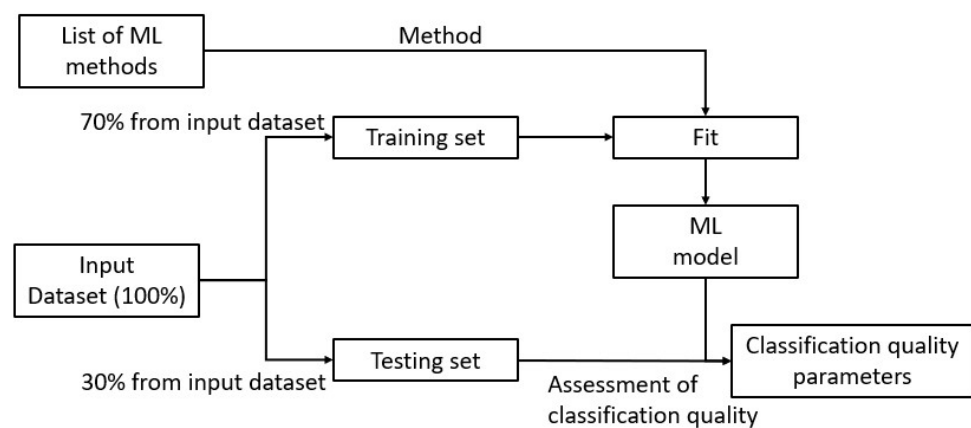 List of ML
methods
Method
70% from input dataset
Training set
Fit
ML
model
Input
Dataset (100%)
Testing set
30% from input dataset
Assessment of
classification quality
Classification quality
parameters